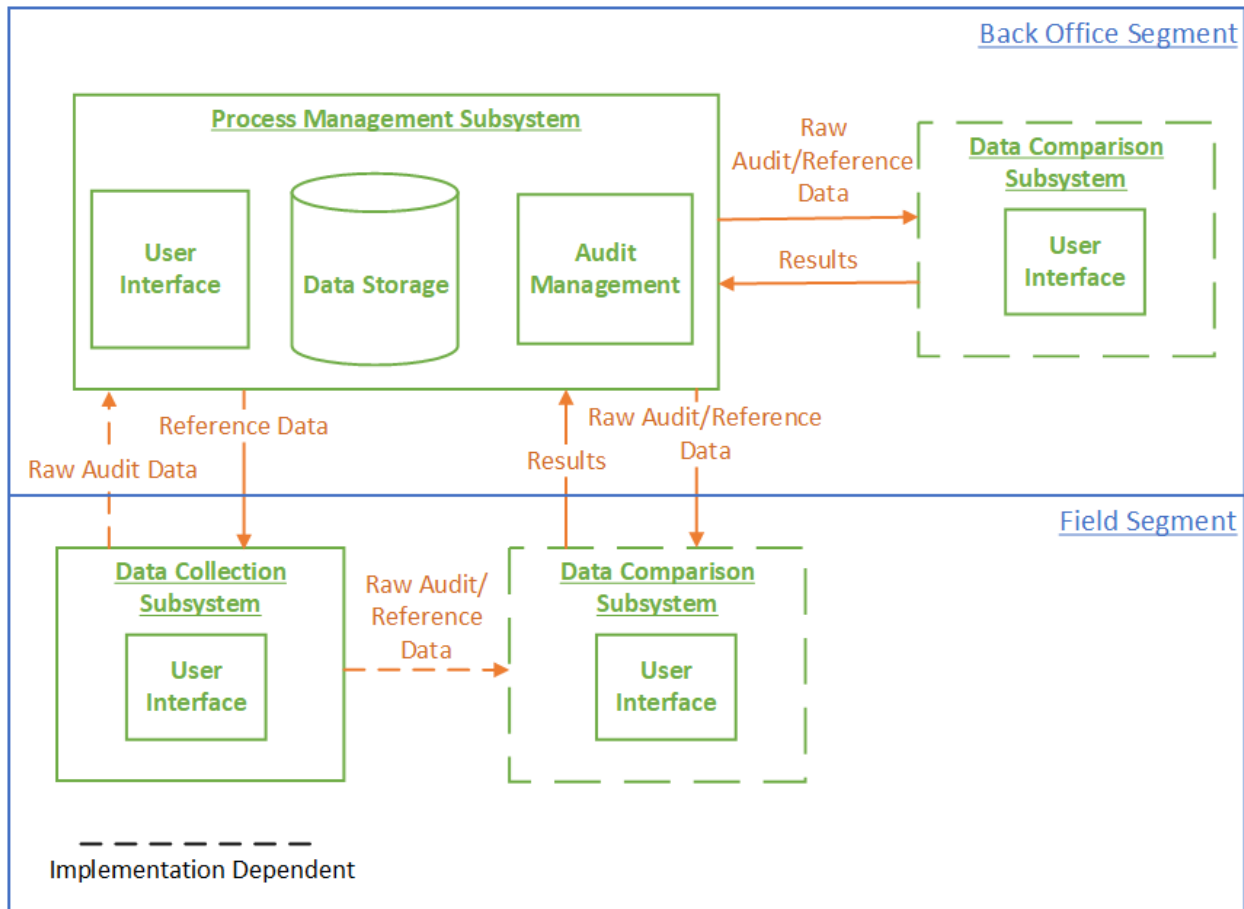 Back Office Segment
Process Management Subsystem
User
Interface
Data Storage
Audit
Management
Raw
Audit/Reference
Data
Results
Data Comparison
Subsystem
User
Interface
Raw Audit Data
Reference Data
Results
Raw Audit/Reference
Data
Field Segment
Data Collection
Subsystem
User
Interface
Raw Audit/
Reference
Data
Data Comparison
Subsystem
User
Interface
Implementation Dependent